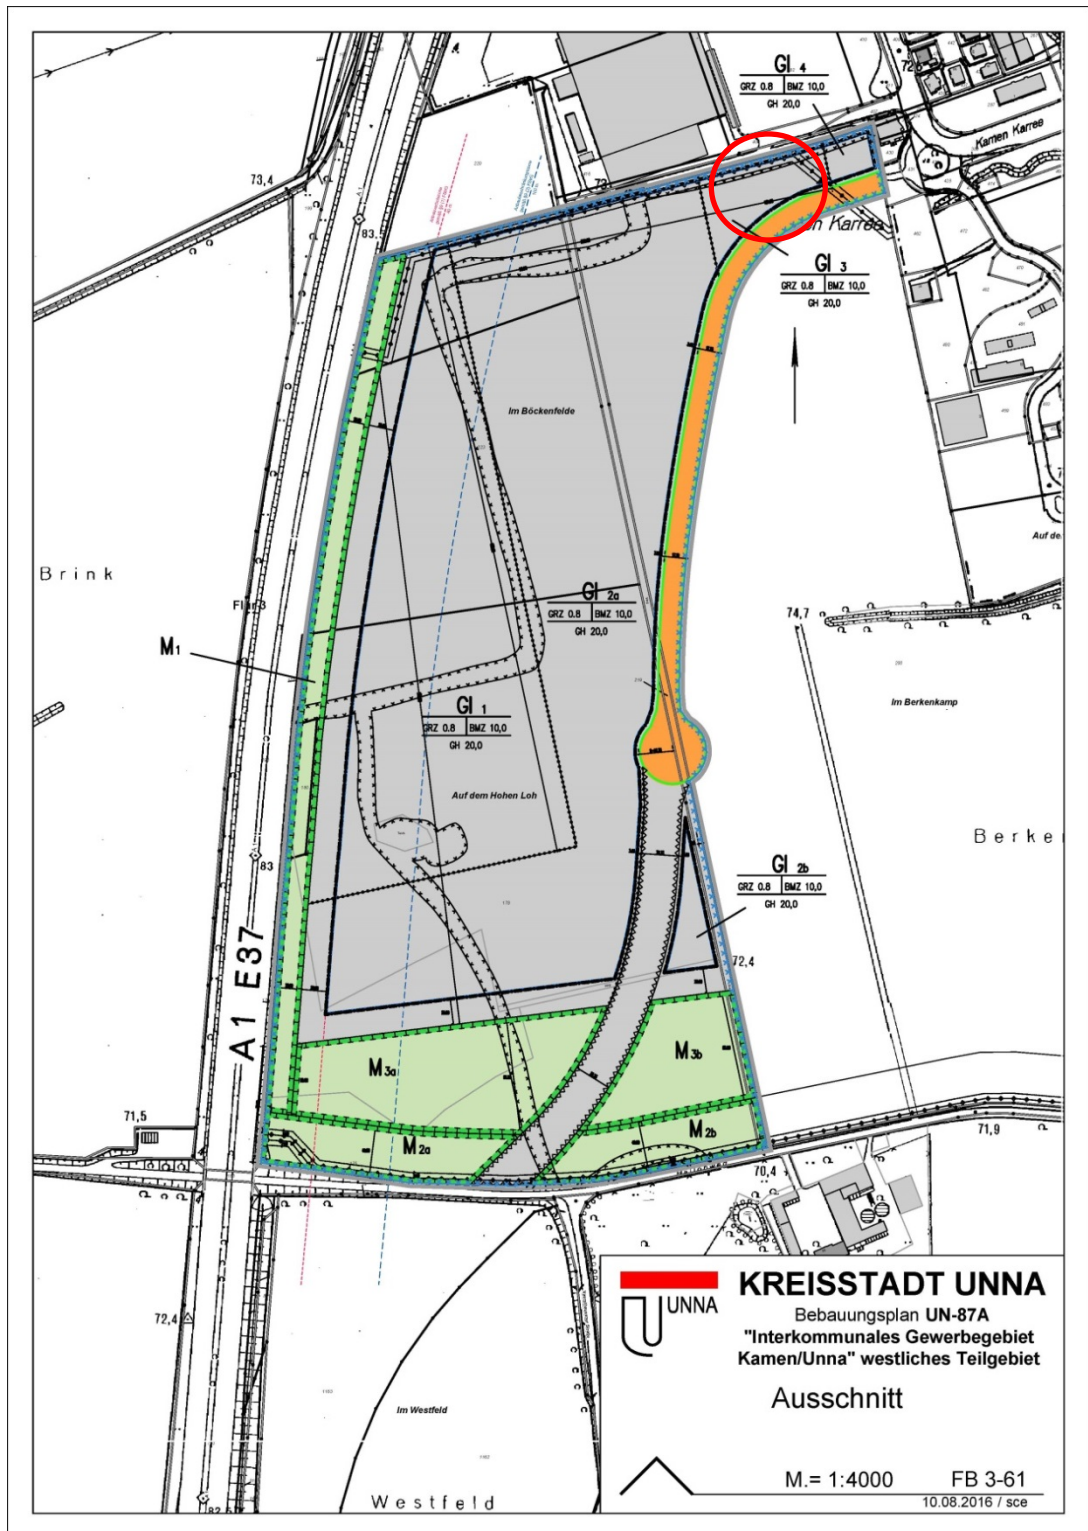 GI 4
GRZ 0.8 BMZ 10,0
GH 20,0
Kamen Karree
73,4
83,
72
en Karree
GI 3
GRZ 0.8 BMZ 10,0
GH 20,0
Im Böckenfelde
Auf de
Brink
Flur 3
GI 2a
GRZ 0.8 BMZ 10,0
GH 20,0
74,7
M1
Im Berkenkamp
GI 1
GRZ 0.8 BMZ 10,0
GH 20,0
Auf dem Hohen Loh
Berke
83
GI 2b
GRZ 0.8 BMZ 10,0
GH 20,0
72,4
A1 E37
M3a
M3b
71,5
M2a
M2b
71,9
70,4
72,4
Im Westfeld
Westfeld
UNNA
KREISSTADT UNNA
Bebauungsplan UN-87A
"Interkommunales Gewerbegebiet
Kamen/Unna" westliches Teilgebiet
Ausschnitt
M.= 1:4000 FB 3-61
10.08.2016 / sce